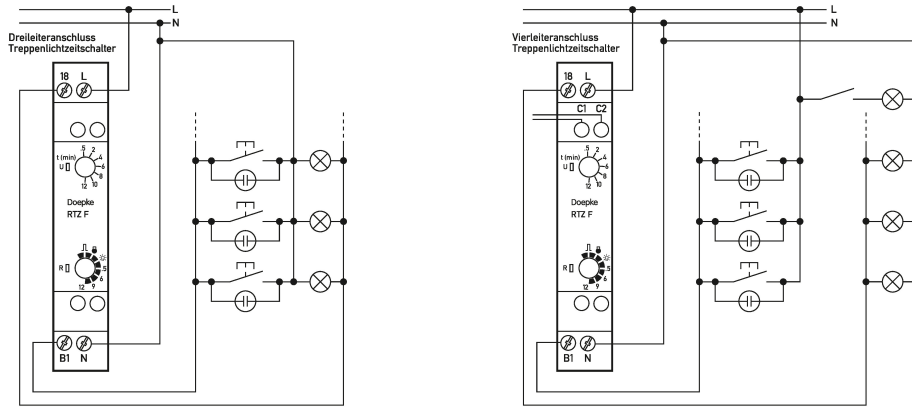 L
N
Dreileiteranschluss
Treppenlichtzeitschalter
18 L
t (min)
U
.5 2 4 6 8 10 12
Doepke
RTZ F
R
.5 6 9 12
B1 N
L
N
Vierleiteranschluss
Treppenlichtzeitschalter
18 L
C1 C2
t (min)
U
.5 2 4 6 8 10 12
Doepke
RTZ F
R
.5 6 9 12
B1 N